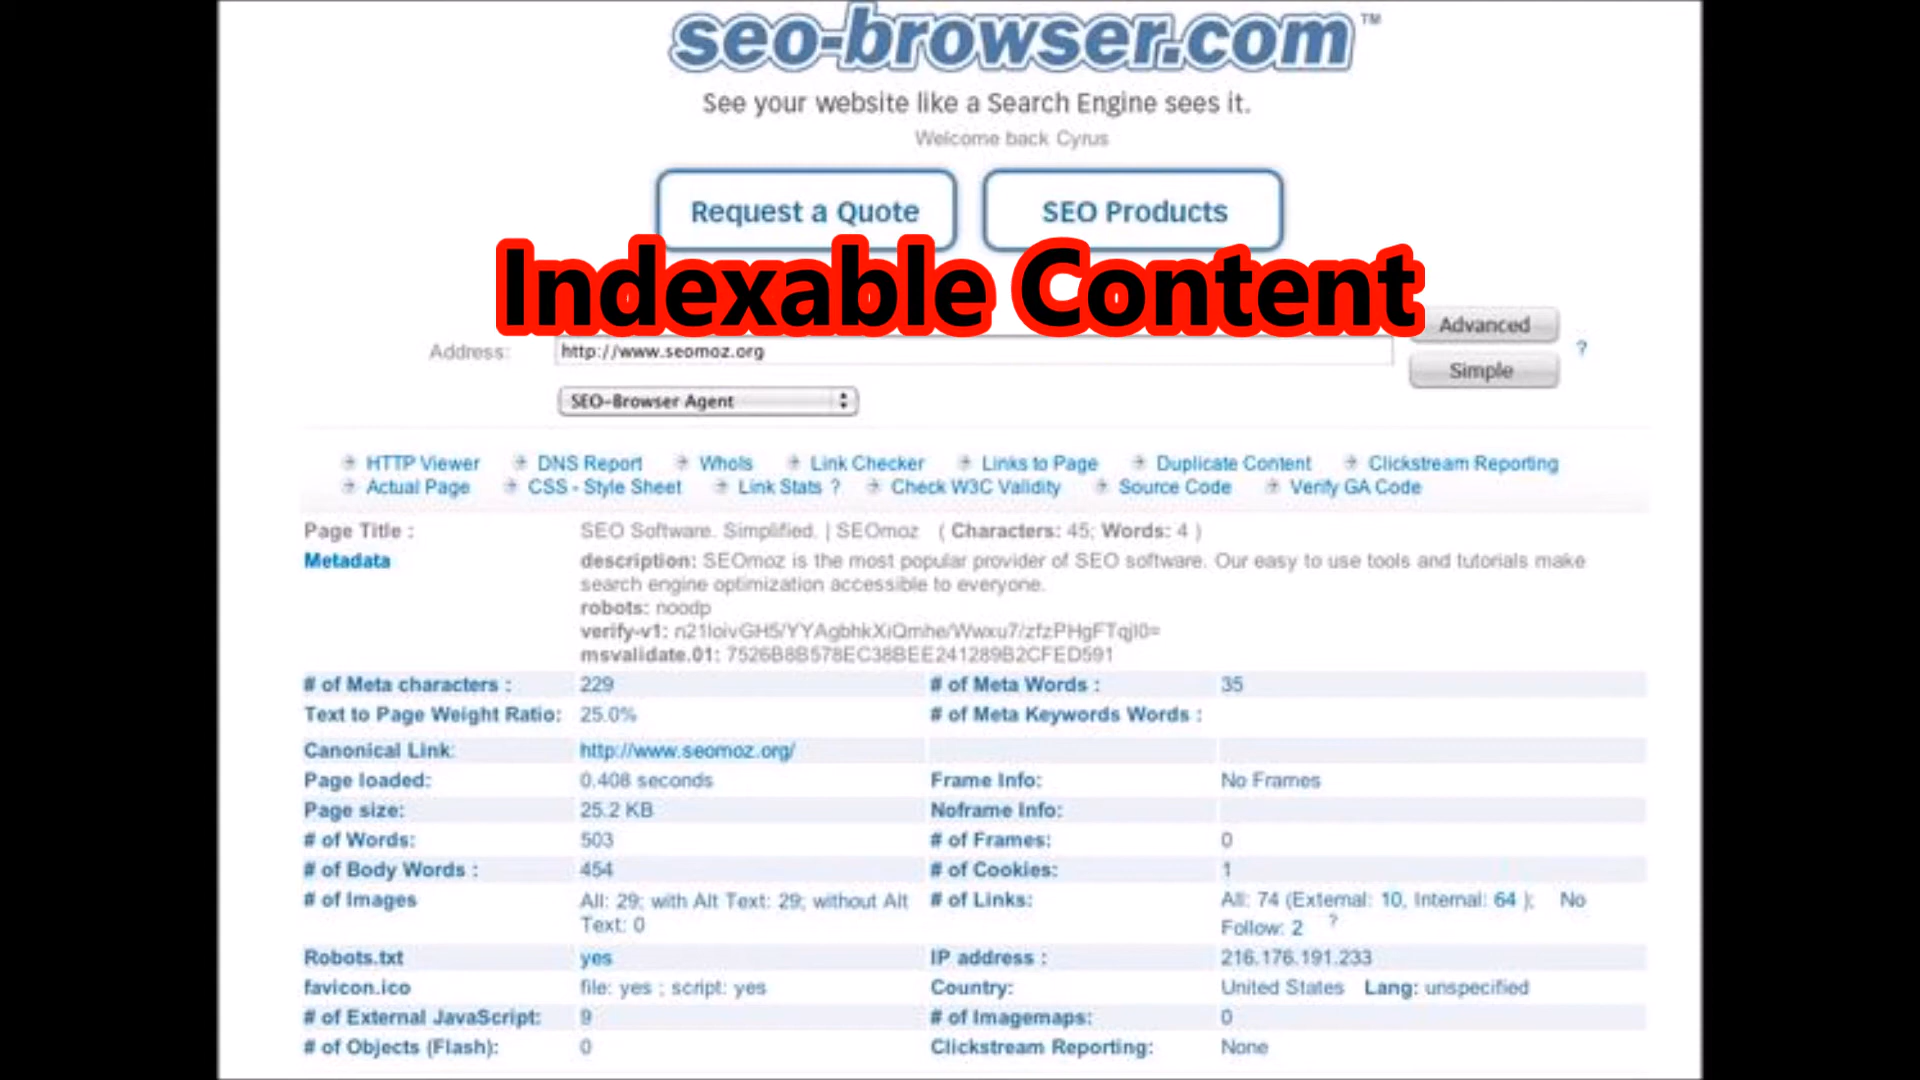 seo-browser.com™
See your website like a Search Engine sees it.
Welcome back Cyrus
Request a Quote SEO Products
Indexable Content
Advanced
Address: http://www.seomoz.org ?
Simple
SEO-Browser Agent
HTTP Viewer DNS Report WhoIs Link Checker Links to Page Duplicate Content Clickstream Reporting
Actual Page CSS - Style Sheet Link Stats ? Check W3C Validity Source Code Verify GA Code
Page Title : SEO Software. Simplified. | SEOmoz ( Characters: 45; Words: 4 )
Metadata description: SEOmoz is the most popular provider of SEO software. Our easy to use tools and tutorials make
search engine optimization accessible to everyone.
robots: noodp
verify-v1:
msvalidate.01: 7526B8B578EC38BEE241289B2CFED591
# of Meta characters : 229 # of Meta Words : 35
Text to Page Weight Ratio: 25.0% # of Meta Keywords Words :
Canonical Link: http://www.seomoz.org/
Page loaded: 0.408 seconds Frame Info: No Frames
Page size: 25.2 KB Noframe Info:
# of Words: 503 # of Frames: 0
# of Body Words : 454 # of Cookies: 1
# of Images All: 29; with Alt Text: 29; without Alt # of Links: All: 74 (External: 10, Internal: 64 ); No
Text: 0 Follow: 2 ?
Robots.txt yes IP address : 216.176.191.233
favicon.ico file: yes ; script: yes Country: United States Lang: unspecified
# of External JavaScript: 9 # of Imagemaps: 0
# of Objects (Flash): 0 Clickstream Reporting: None